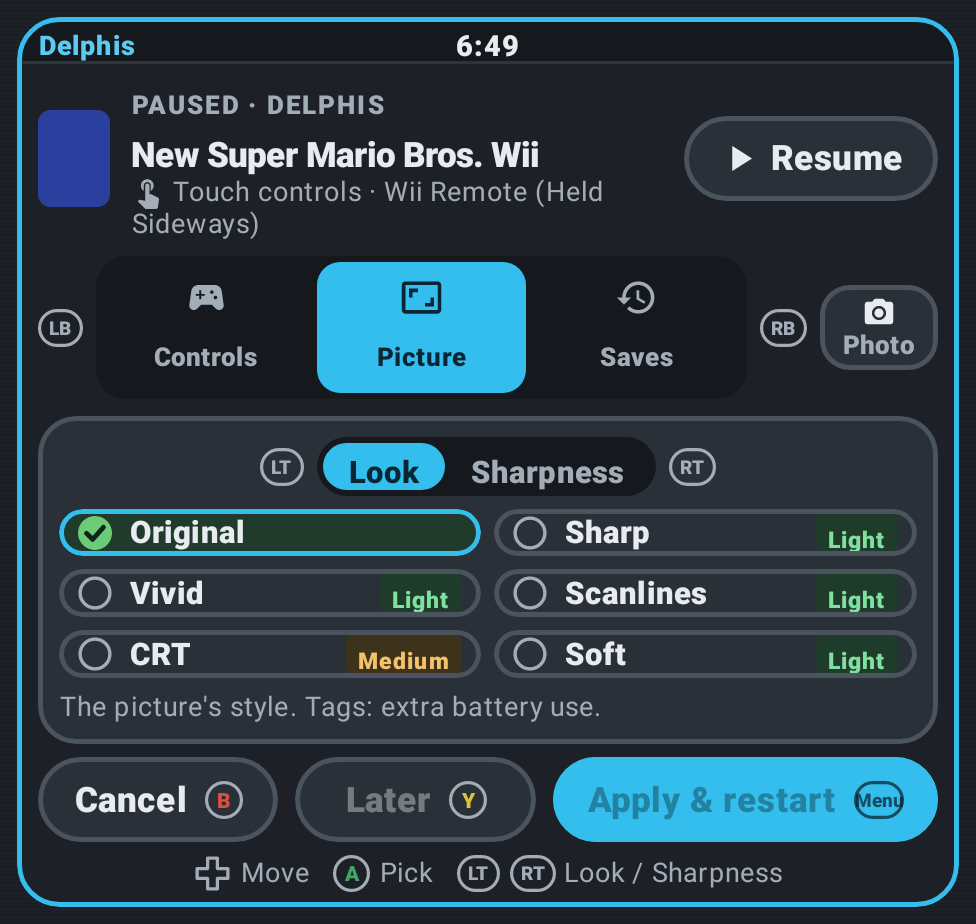 Delphis
6:49
PAUSED · DELPHIS
New Super Mario Bros. Wii
Touch controls · Wii Remote (Held
Sideways)
Resume
LB
Controls
Picture
Saves
RB
Photo
LT
Look
Sharpness
RT
Original
Sharp
Light
Vivid
Light
Scanlines
Light
CRT
Medium
Soft
Light
The picture's style. Tags: extra battery use.
Cancel B
Later Y
Apply & restart Menu
Move A Pick LT RT Look / Sharpness